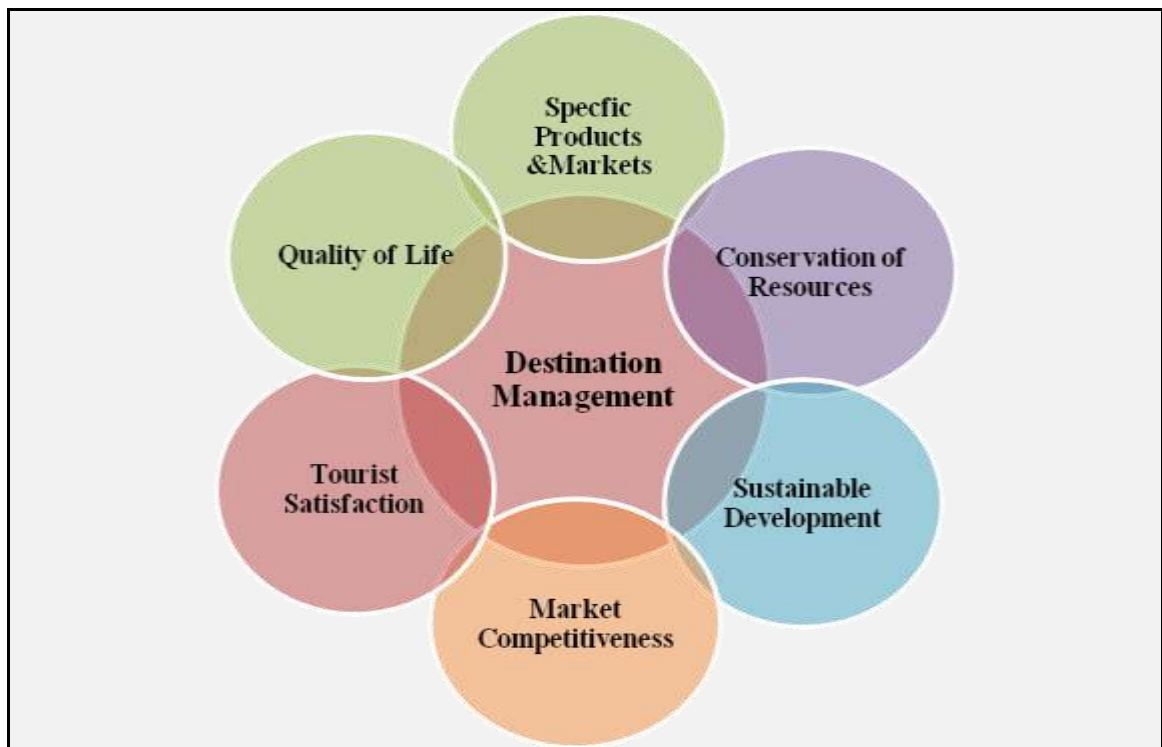 Specfic
Products
&Markets
Quality of Life
Conservation of
Resources
Destination
Management
Tourist
Satisfaction
Sustainable
Development
Market
Competitiveness